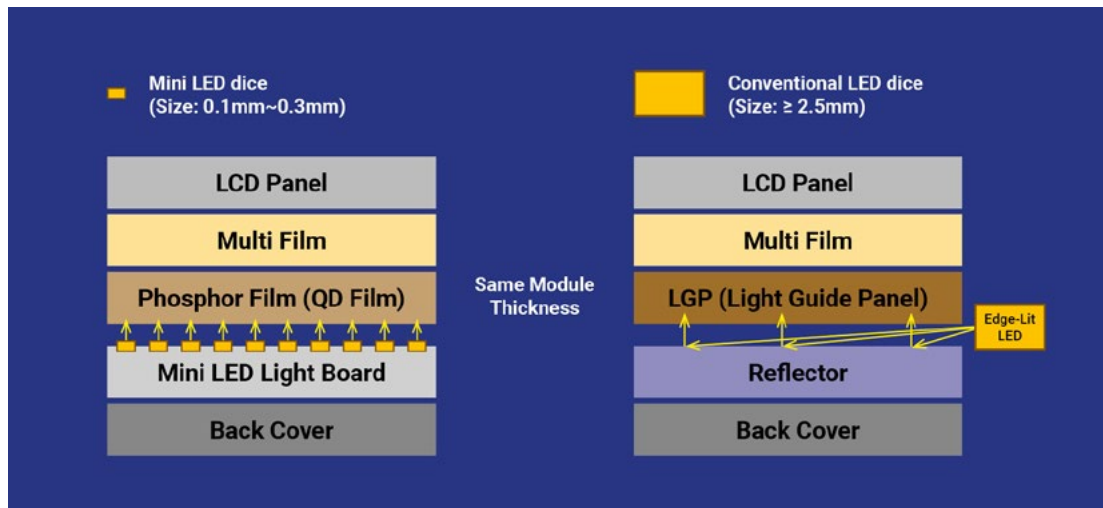 Mini LED dice
(Size: 0.1mm~0.3mm)
Conventional LED dice
(Size: ≥ 2.5mm)
LCD Panel
Multi Film
Phosphor Film (QD Film)
Mini LED Light Board
Back Cover
Same Module
Thickness
LCD Panel
Multi Film
LGP (Light Guide Panel)
Edge-Lit
LED
Reflector
Back Cover